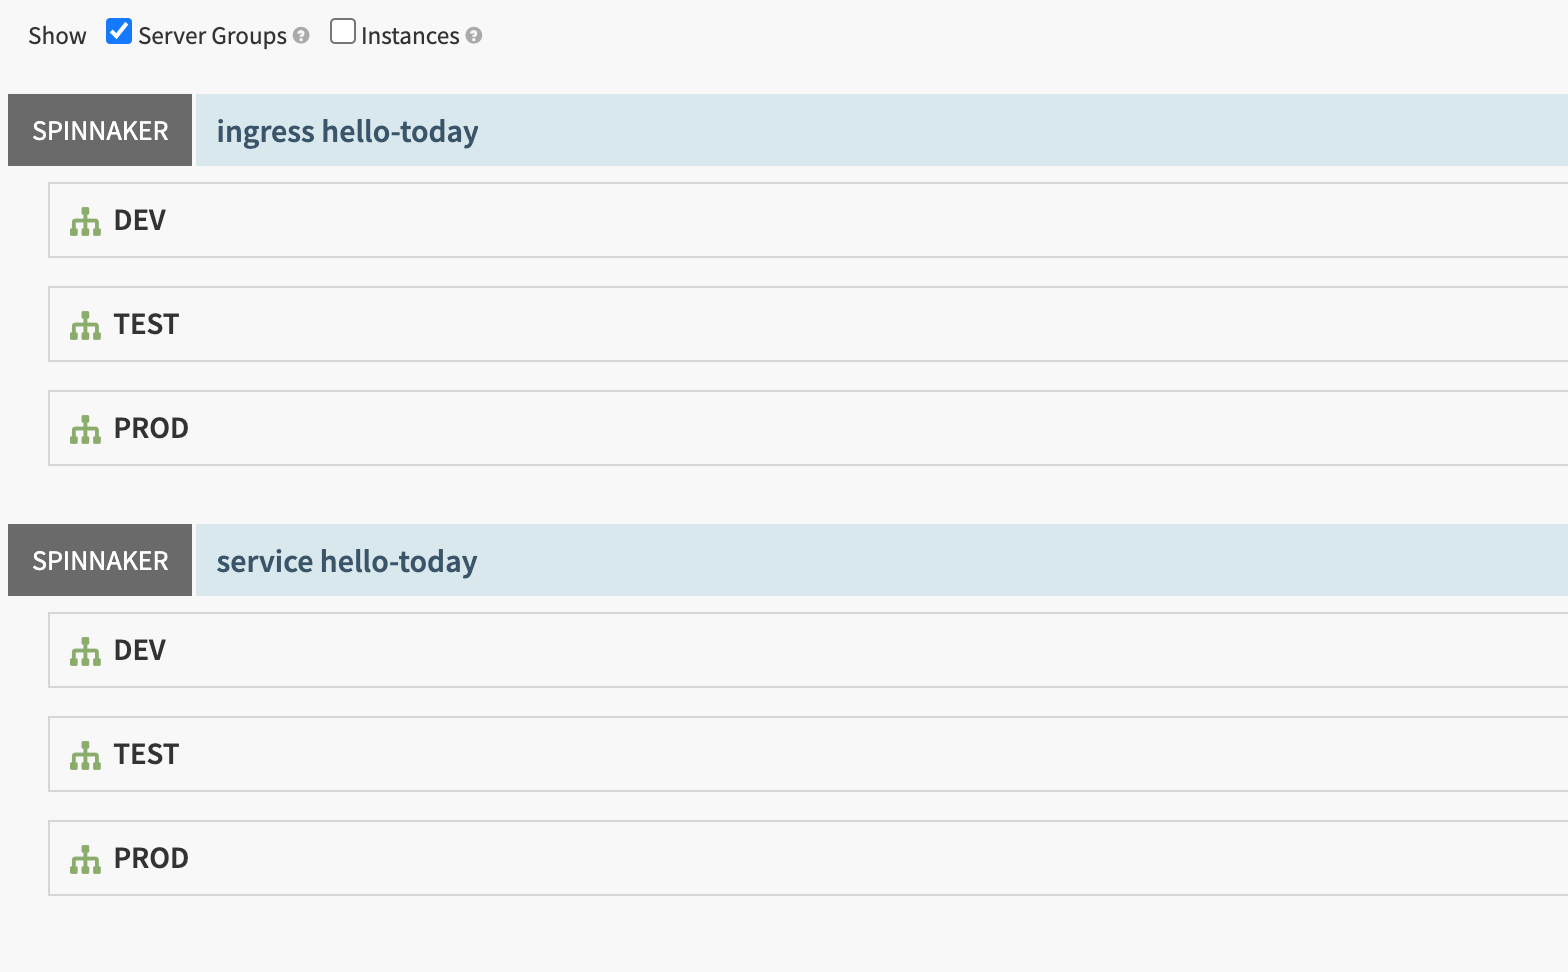 Show Server Groups Instances
SPINNAKER ingress hello-today
DEV
TEST
PROD
SPINNAKER service hello-today
DEV
TEST
PROD